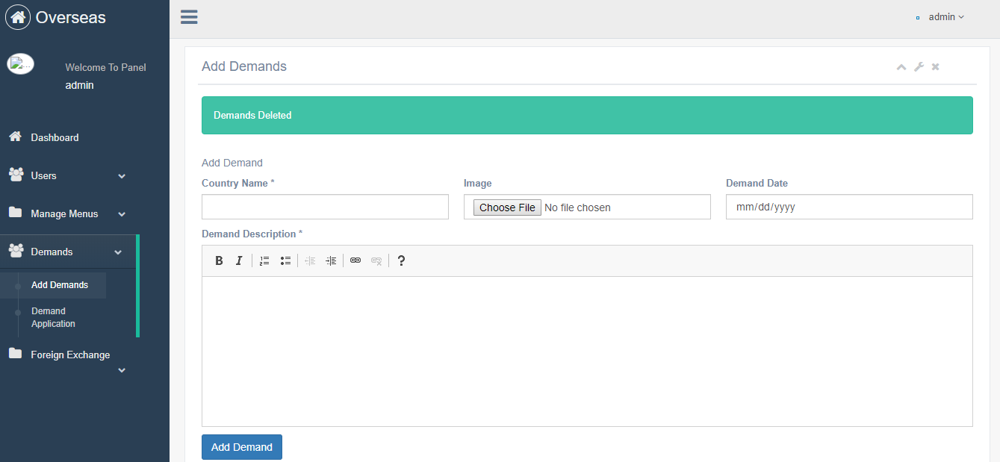 Overseas
admin
Welcome To Panel
admin
Dashboard
Users
Manage Menus
Demands
Add Demands
Demand
Application
Foreign Exchange
Add Demands
Demands Deleted
Add Demand
Country Name *
Image
Demand Date
Choose File No file chosen
mm/dd/yyyy
Demand Description *
B I ?
Add Demand